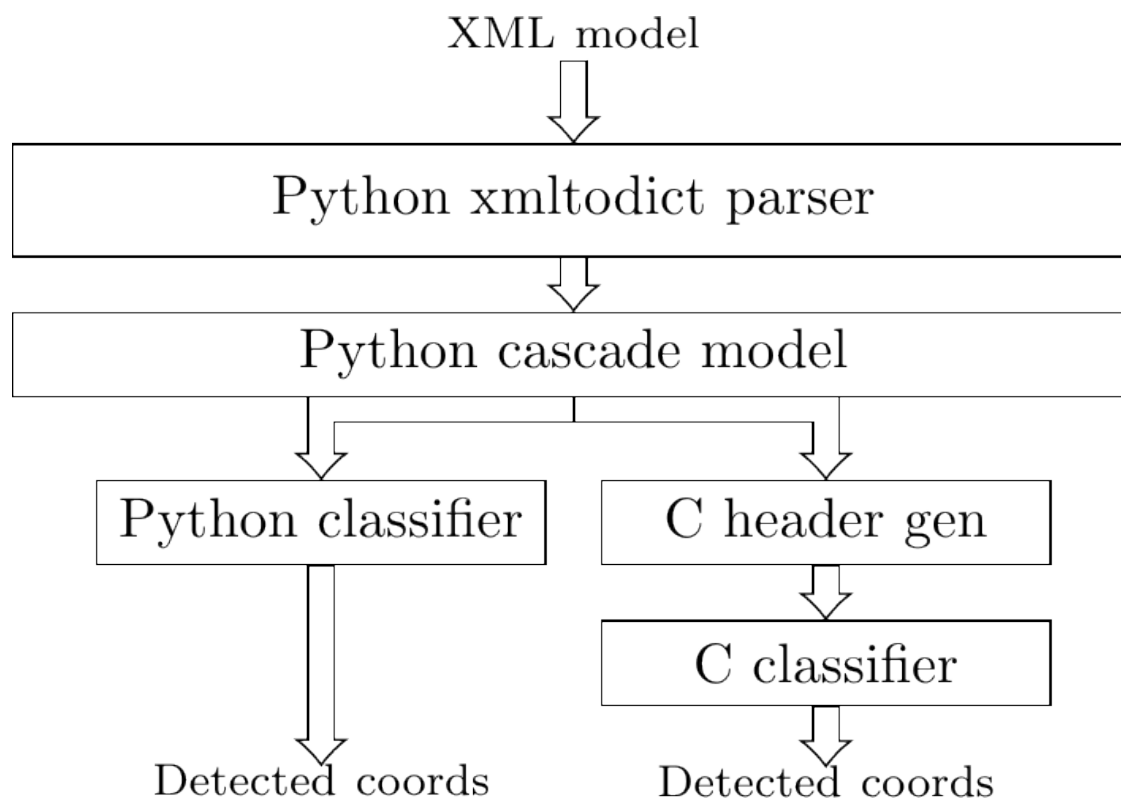 XML model
Python xmltodict parser
Python cascade model
Python classifier
C header gen
C classifier
Detected coords
Detected coords